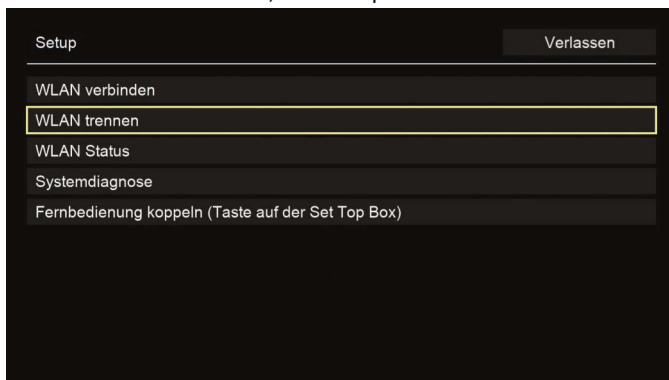 Setup
Verlassen
WLAN verbinden
WLAN trennen
WLAN Status
Systemdiagnose
Fernbedienung koppeln (Taste auf der Set Top Box)